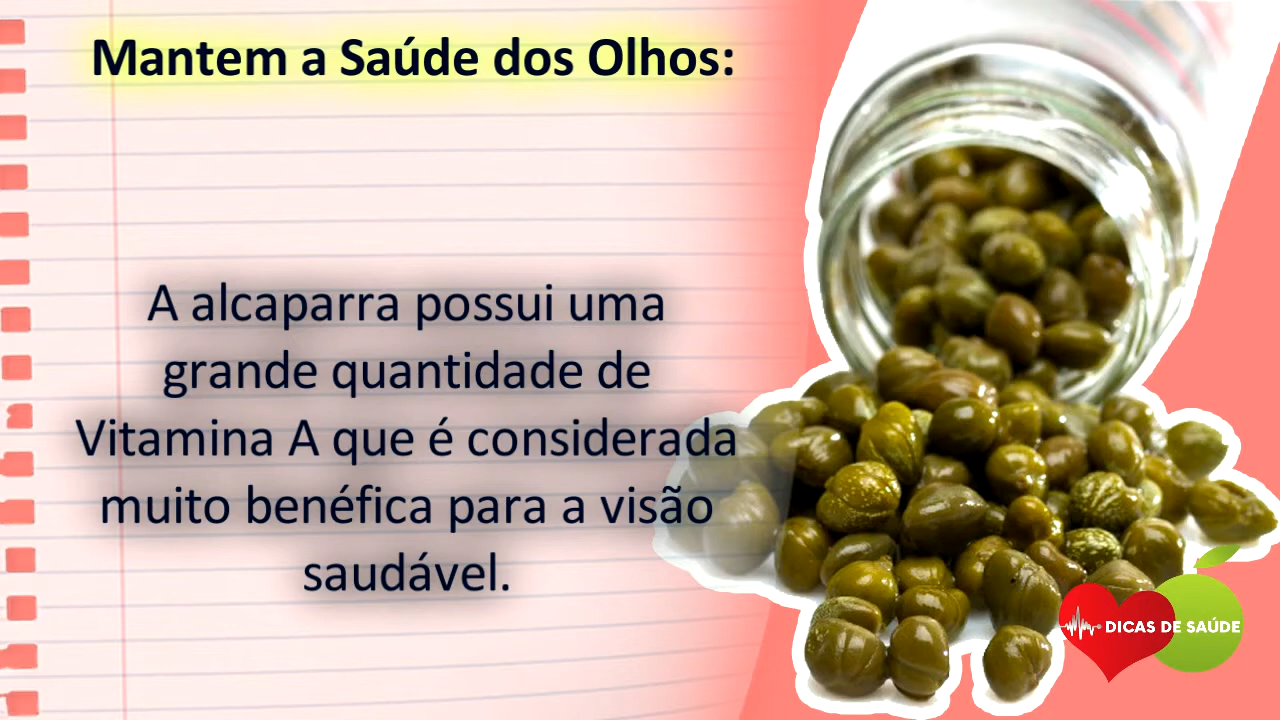 Mantem a Saúde dos Olhos:
A alcaparra possui uma
grande quantidade de
Vitamina A que é considerada
muito benéfica para a visão
saudável.
DICAS DE SAÚDE